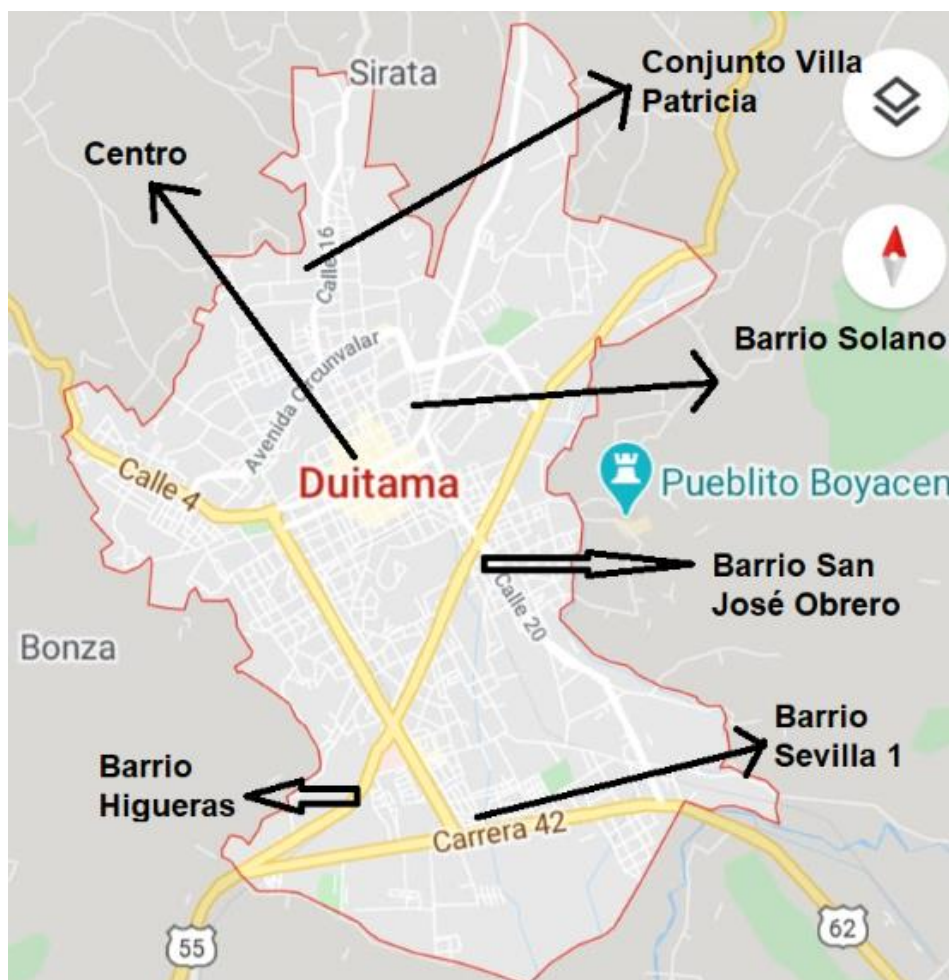 Sirata
Conjunto Villa
Patricia
Centro
Calle 16
Barrio Solano
Avenida Circunvalar
Calle 4
Duitama
Pueblito Boyacen
Barrio San
José Obrero
Calle 20
Bonza
Barrio
Sevilla 1
Barrio
Higueras
Carrera 42
55
62